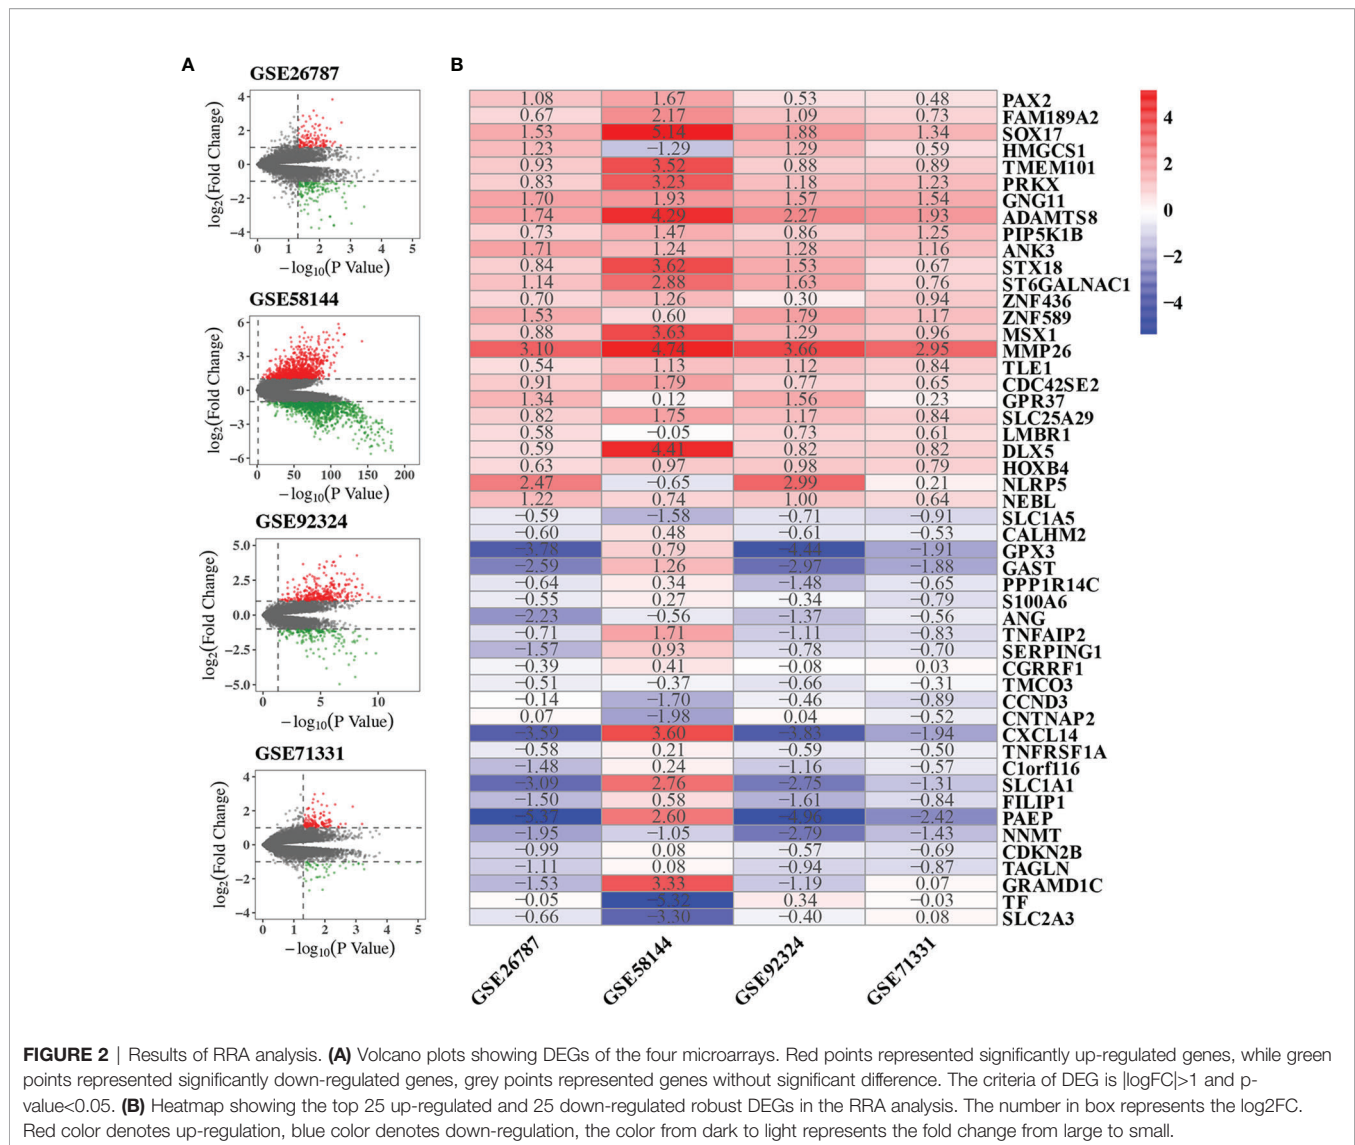 A
GSE26787
log2(Fold Change)
4
2
0
−2
−4
0 1 2 3 4 5
−log10(P Value)
GSE58144
log2(Fold Change)
6
3
0
−3
−6
0 50 100 150 200
−log10(P Value)
GSE92324
log2(Fold Change)
5.0
2.5
0.0
−2.5
−5.0
0 5 10
−log10(P Value)
GSE71331
log2(Fold Change)
4
2
0
−2
−4
0 1 2 3 4 5
−log10(P Value)
B
1.08 1.67 0.53 0.48 PAX2
0.67 2.17 1.09 0.73 FAM189A2
1.53 5.14 1.88 1.34 SOX17
1.23 −1.29 1.29 0.59 HMGCS1
0.93 3.52 0.88 0.89 TMEM101
0.83 3.23 1.18 1.23 PRKX
1.70 1.93 1.57 1.54 GNG11
1.74 4.29 2.27 1.93 ADAMTS8
0.73 1.47 0.86 1.25 PIP5K1B
1.71 1.24 1.28 1.16 ANK3
0.84 3.62 1.53 0.67 STX18
1.14 2.88 1.63 0.76 ST6GALNAC1
0.70 1.26 0.30 0.94 ZNF436
1.53 0.60 1.79 1.17 ZNF589
0.88 3.63 1.29 0.96 MSX1
3.10 4.74 3.66 2.95 MMP26
0.54 1.13 1.12 0.84 TLE1
0.91 1.79 0.77 0.65 CDC42SE2
1.34 0.12 1.56 0.23 GPR37
0.82 1.75 1.17 0.84 SLC25A29
0.58 −0.05 0.73 0.61 LMBR1
0.59 4.41 0.82 0.82 DLX5
0.63 0.97 0.98 0.79 HOXB4
2.47 −0.65 2.99 0.21 NLRP5
1.22 0.74 1.00 0.64 NEBL
−0.59 −1.58 −0.71 −0.91 SLC1A5
−0.60 0.48 −0.61 −0.53 CALHM2
−3.78 0.79 −4.44 −1.91 GPX3
−2.59 1.26 −2.97 −1.88 GAST
−0.64 0.34 −1.48 −0.65 PPP1R14C
−0.55 0.27 −0.34 −0.79 S100A6
−2.23 −0.56 −1.37 −0.56 ANG
−0.71 1.71 −1.11 −0.83 TNFAIP2
−1.57 0.93 −0.78 −0.70 SERPING1
−0.39 0.41 −0.08 0.03 CGRRF1
−0.51 −0.37 −0.66 −0.31 TMCO3
−0.14 −1.70 −0.46 −0.89 CCND3
0.07 −1.98 0.04 −0.52 CNTNAP2
−3.59 3.60 −3.83 −1.94 CXCL14
−0.58 0.21 −0.59 −0.50 TNFRSF1A
−1.48 0.24 −1.16 −0.57 C1orf116
−3.09 2.76 −2.75 −1.31 SLC1A1
−1.50 0.58 −1.61 −0.84 FILIP1
−5.37 2.60 −4.96 −2.42 PAEP
−1.95 −1.05 −2.79 −1.43 NNMT
−0.99 0.08 −0.57 −0.69 CDKN2B
−1.11 0.08 −0.94 −0.87 TAGLN
−1.53 3.33 −1.19 0.07 GRAMD1C
−0.05 −5.32 0.34 −0.03 TF
−0.66 −3.30 −0.40 0.08 SLC2A3
GSE26787 GSE58144 GSE92324 GSE71331
4
2
0
−2
−4
FIGURE 2 | Results of RRA analysis. (A) Volcano plots showing DEGs of the four microarrays. Red points represented significantly up-regulated genes, while green
points represented significantly down-regulated genes, grey points represented genes without significant difference. The criteria of DEG is |logFC|>1 and p-
value<0.05. (B) Heatmap showing the top 25 up-regulated and 25 down-regulated robust DEGs in the RRA analysis. The number in box represents the log2FC.
Red color denotes up-regulation, blue color denotes down-regulation, the color from dark to light represents the fold change from large to small.